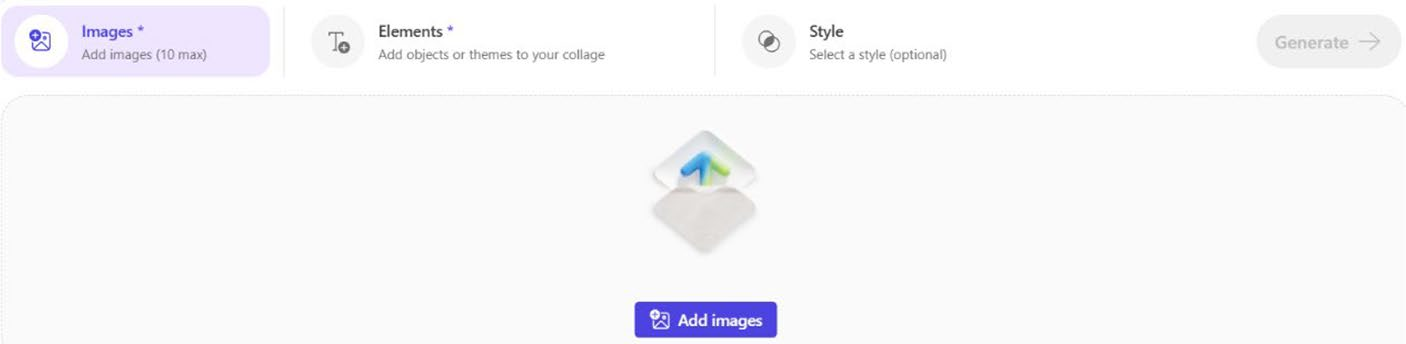 Images *
Add images (10 max)
Elements *
Add objects or themes to your collage
Style
Select a style (optional)
Generate
Add images